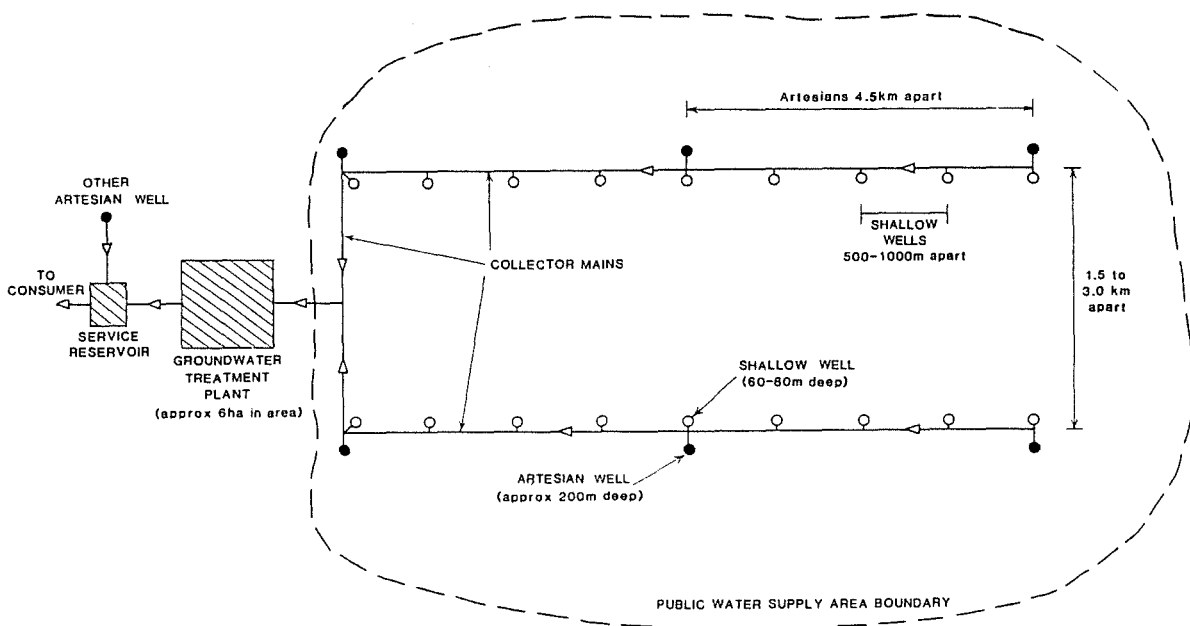 Artesians 4.5km apart
OTHER
ARTESIAN WELL
SHALLOW
WELLS
500-1000m apart
COLLECTOR MAINS
TO
CONSUMER
1.5 to
3.0 km
apart
SERVICE
RESERVOIR
GROUNDWATER
TREATMENT
PLANT
(approx 6ha in area)
SHALLOW WELL
(60-80m deep)
ARTESIAN WELL
(approx 200m deep)
PUBLIC WATER SUPPLY AREA BOUNDARY